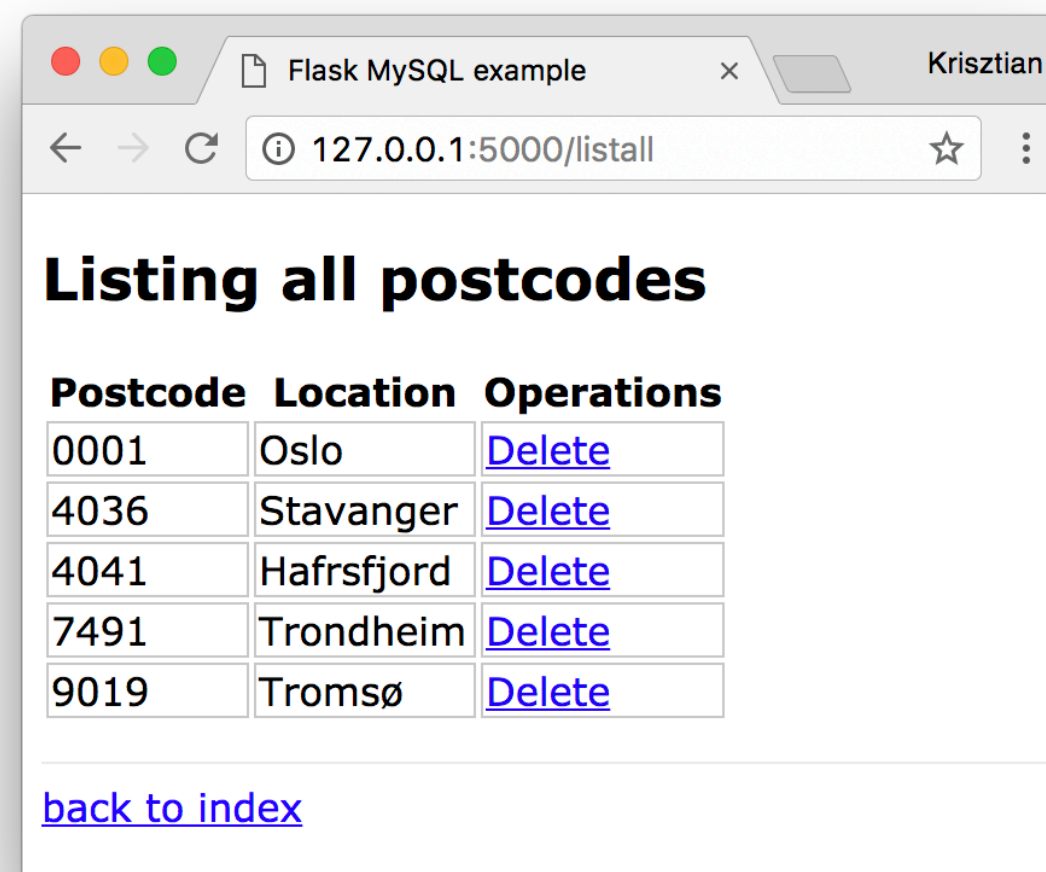 Flask MySQL example
Krisztian
127.0.0.1:5000/listall
Listing all postcodes
Postcode Location Operations
0001 Oslo Delete
4036 Stavanger Delete
4041 Hafrsfjord Delete
7491 Trondheim Delete
9019 Tromsø Delete
back to index